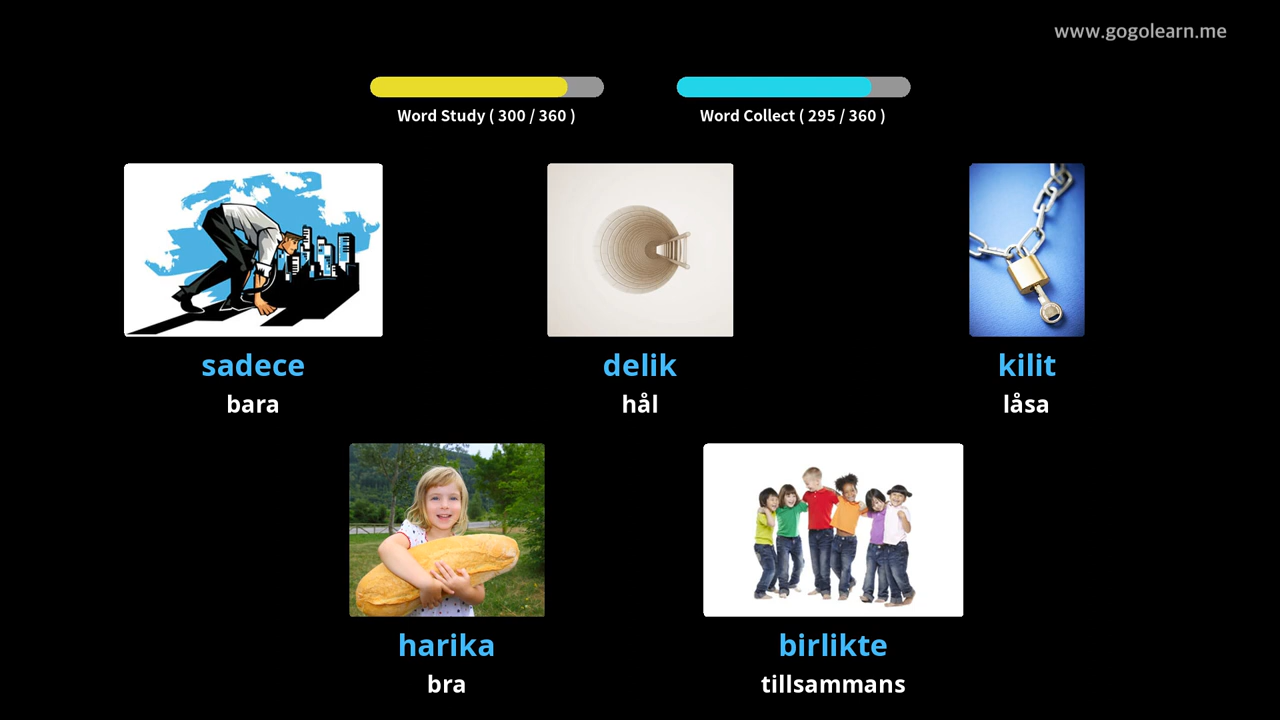 www.gogolearn.me
Word Study ( 300 / 360 )
Word Collect ( 295 / 360 )
sadece
bara
delik
hål
kilit
låsa
harika
bra
birlikte
tillsammans